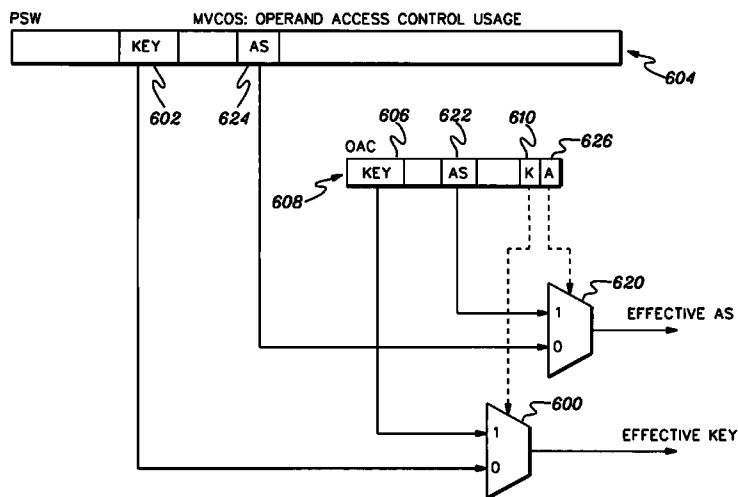 PSW MVCOS: OPERAND ACCESS CONTROL USAGE
KEY AS
604
602 624
606 622 610
626
OAC
KEY AS K A
608
620
1 EFFECTIVE AS
0
600
1 EFFECTIVE KEY
0